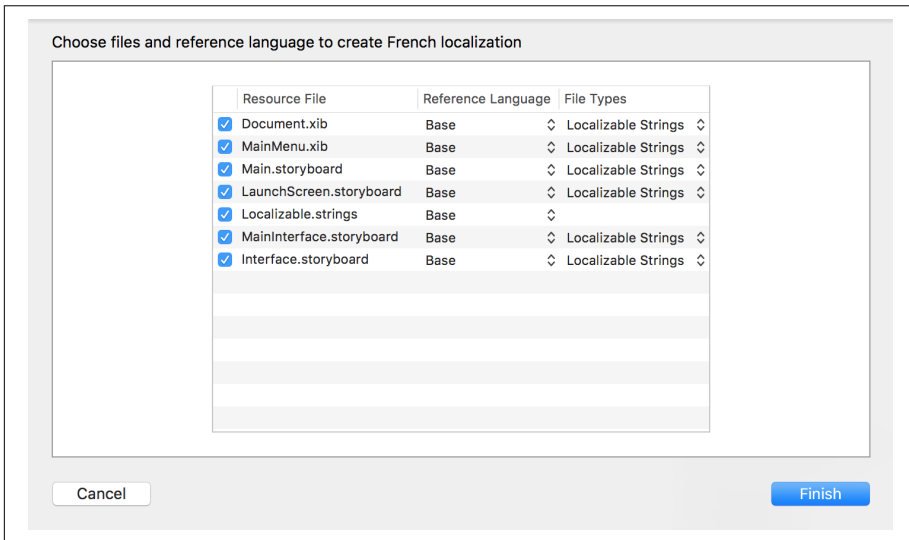 Choose files and reference language to create French localization
Resource File Reference Language File Types
Document.xib Base Localizable Strings
MainMenu.xib Base Localizable Strings
Main.storyboard Base Localizable Strings
LaunchScreen.storyboard Base Localizable Strings
Localizable.strings Base
MainInterface.storyboard Base Localizable Strings
Interface.storyboard Base Localizable Strings
Cancel Finish